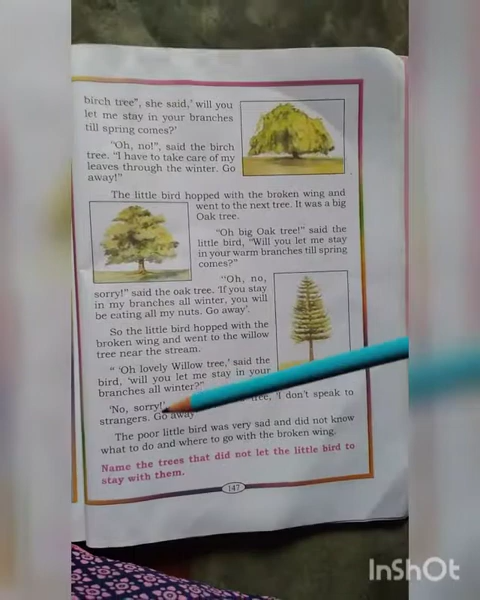 birch tree", she said,' will you
let me stay in your branches
till spring comes?'
"Oh, no!", said the birch
tree. "I have to take care of my
leaves through the winter. Go
away!"
The little bird hopped with the broken wing and
went to the next tree. It was a big
Oak tree.
"Oh big Oak tree!" said the
little bird, "Will you let me stay
in your warm branches till spring
comes?"
"Oh, no,
sorry!" said the oak tree. 'If you stay
in my branches all winter, you will
be eating all my nuts. Go away'.
So the little bird hopped with the
broken wing and went to the willow
tree near the stream.
" 'Oh lovely Willow tree,' said the
bird, 'will you let me stay in your
branches all winter?"
'No, sorry!' tree, 'I don't speak to
strangers. Go away
The poor little bird was very sad and did not know
what to do and where to go with the broken wing.
Name the trees that did not let the little bird to
stay with them.
147
InShOt